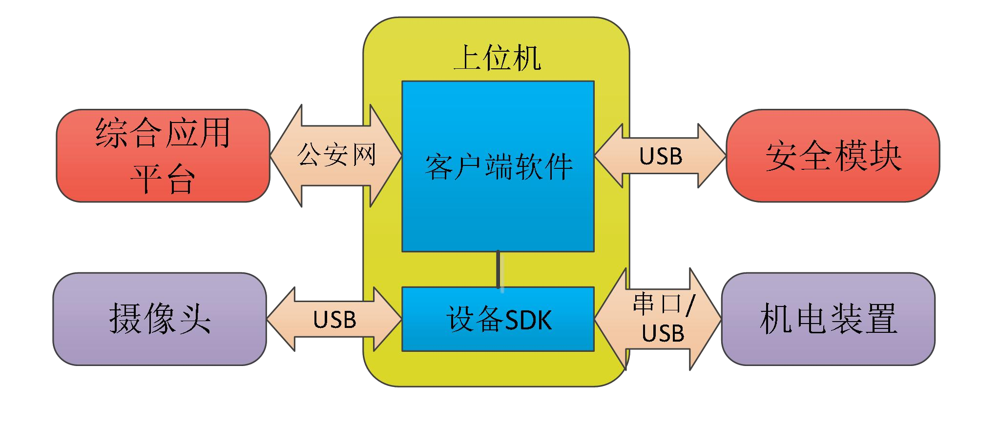 上位机
综合应用
平台
公安网
客户端软件
USB
安全模块
摄像头
USB
设备SDK
串口/
USB
机电装置